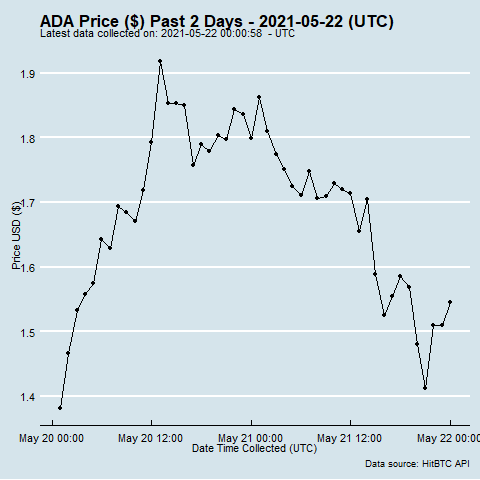 ADA Price ($) Past 2 Days - 2021-05-22 (UTC)
Latest data collected on: 2021-05-22 00:00:58 - UTC
1.9
1.8
1.7
1.6
1.5
1.4
Price USD ($)
May 20 00:00 May 20 12:00 May 21 00:00 May 21 12:00 May 22 00:00
Date Time Collected (UTC)
Data source: HitBTC API